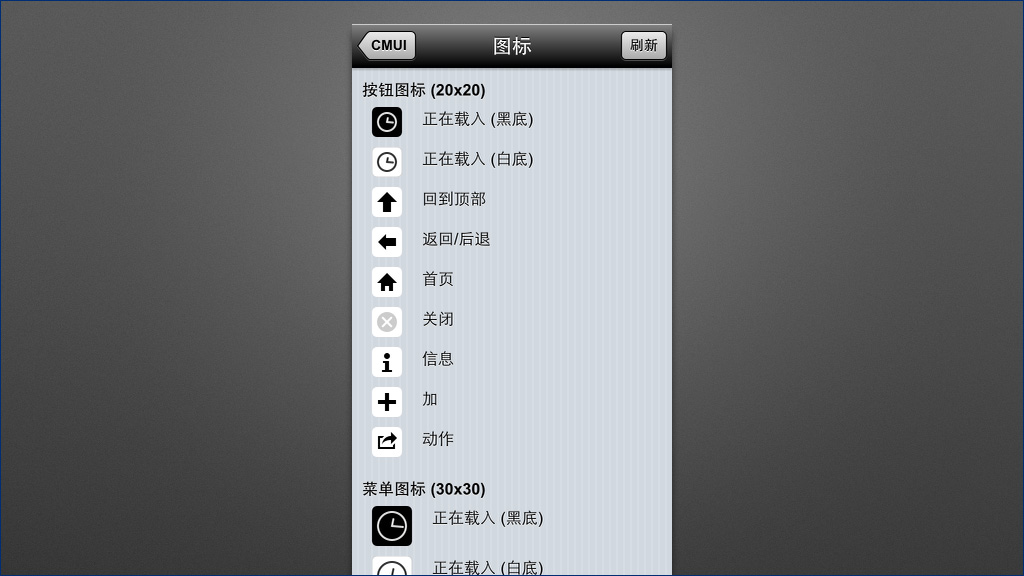 CMUI 图标 刷新
按钮图标 (20x20)
正在载入 (黑底)
正在载入 (白底)
回到顶部
返回/后退
首页
关闭
信息
加
动作
菜单图标 (30x30)
正在载入 (黑底)
正在载入 (白底)